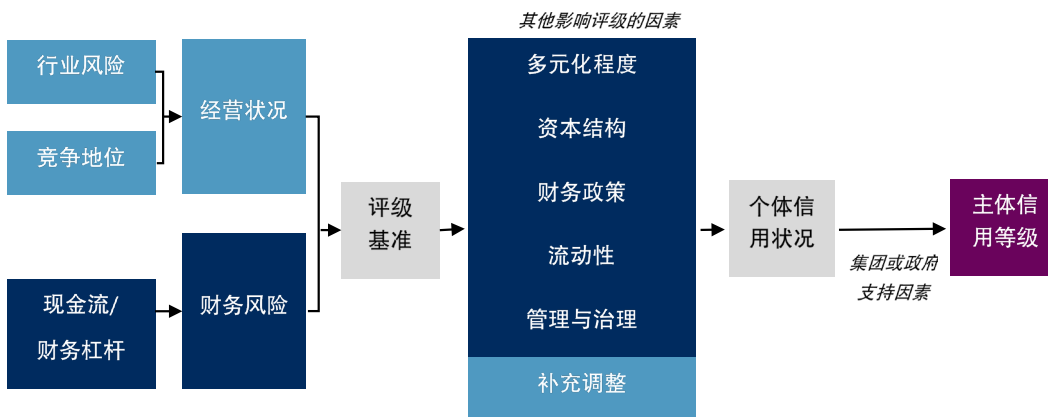 其他影响评级的因素
行业风险
竞争地位
经营状况
现金流/
财务杠杆
财务风险
评级
基准
多元化程度
资本结构
财务政策
流动性
管理与治理
补充调整
个体信
用状况
集团或政府
支持因素
主体信
用等级